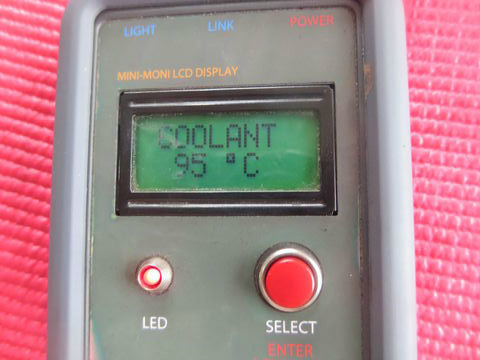 LIGHT LINK POWER
MINI-MONI LCD DISPLAY
COOLANT
95 °C
LED
SELECT
ENTER